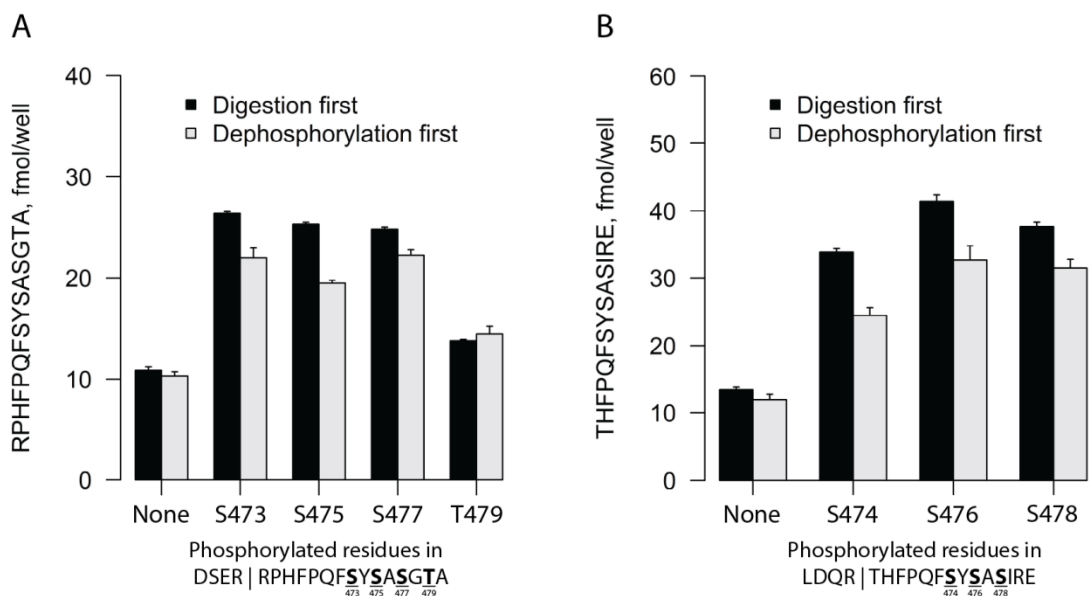 A
RPHFPQFSYSASGTA, fmol/well
40
30
20
10
0
Digestion first
Dephosphorylation first
None S473 S475 S477 T479
Phosphorylated residues in
DSER | RPHFPQFSYSASGTA
473 475 477 479
B
THFPQFSYSASIRE, fmol/well
60
50
40
30
20
10
0
Digestion first
Dephosphorylation first
None S474 S476 S478
Phosphorylated residues in
LDQR | THFPQFSYSASIRE
474 476 478